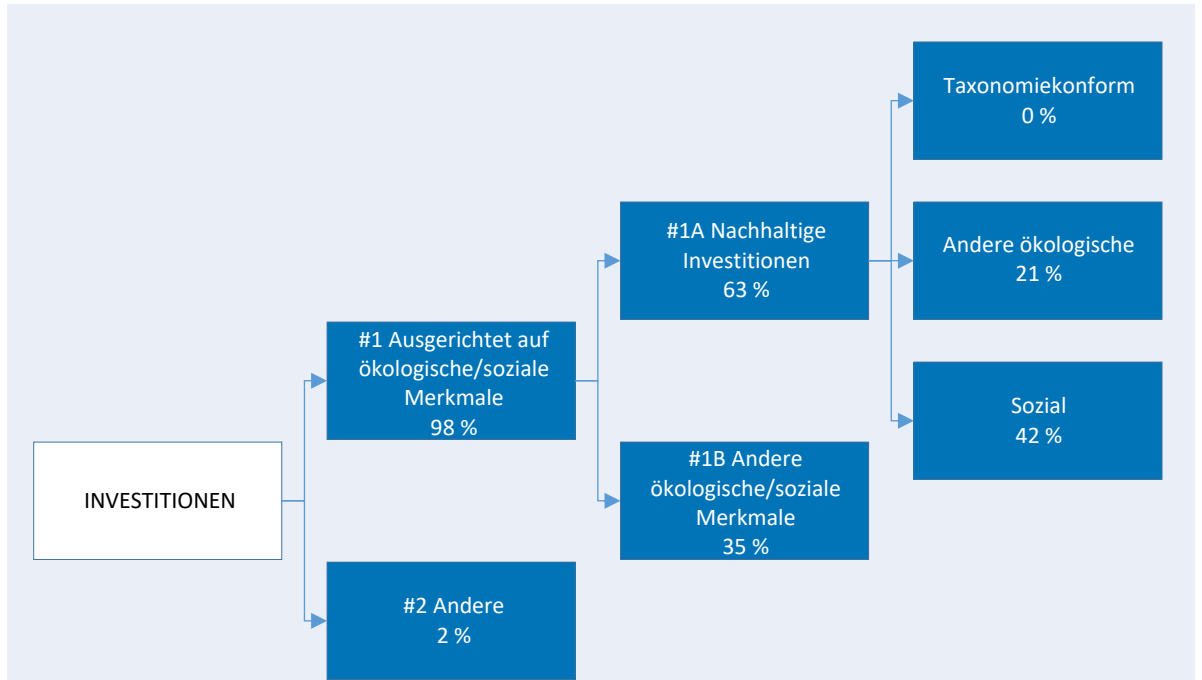 INVESTITIONEN
#1 Ausgerichtet auf
ökologische/soziale
Merkmale
98 %
#2 Andere
2 %
#1A Nachhaltige
Investitionen
63 %
#1B Andere
ökologische/soziale
Merkmale
35 %
Taxonomiekonform
0 %
Andere ökologische
21 %
Sozial
42 %